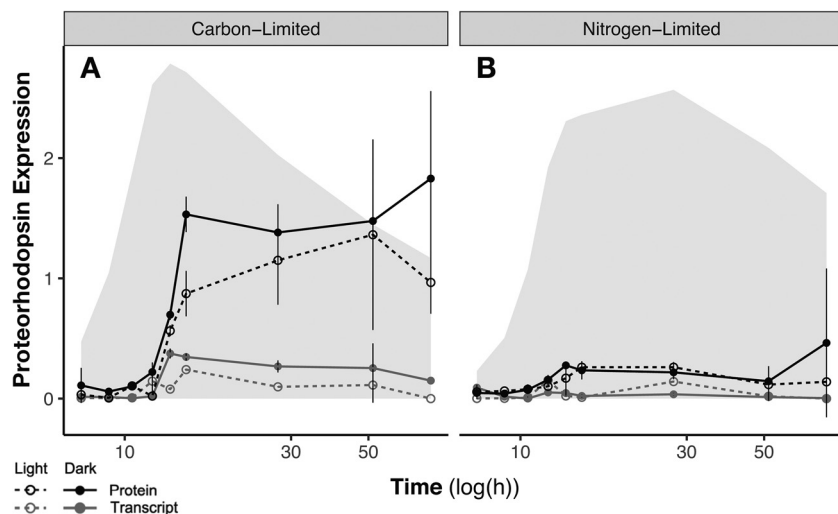 Carbon−Limited
Nitrogen−Limited
A
B
Proteorhodopsin Expression
2
1
0
10
30
50
10
30
50
Time (log(h))
Light Dark
Protein
Transcript